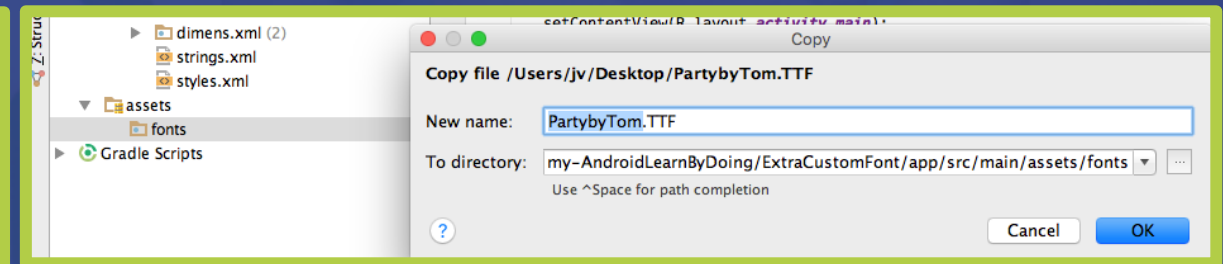 Z: Struc
setContentView(R.layout.activity_main);
dimens.xml (2)
strings.xml
styles.xml
assets
fonts
Gradle Scripts
Copy
Copy file /Users/jv/Desktop/PartybyTom.TTF
New name:
PartybyTom.TTF
To directory:
my-AndroidLearnByDoing/ExtraCustomFont/app/src/main/assets/fonts
...
Use ^Space for path completion
?
Cancel
OK